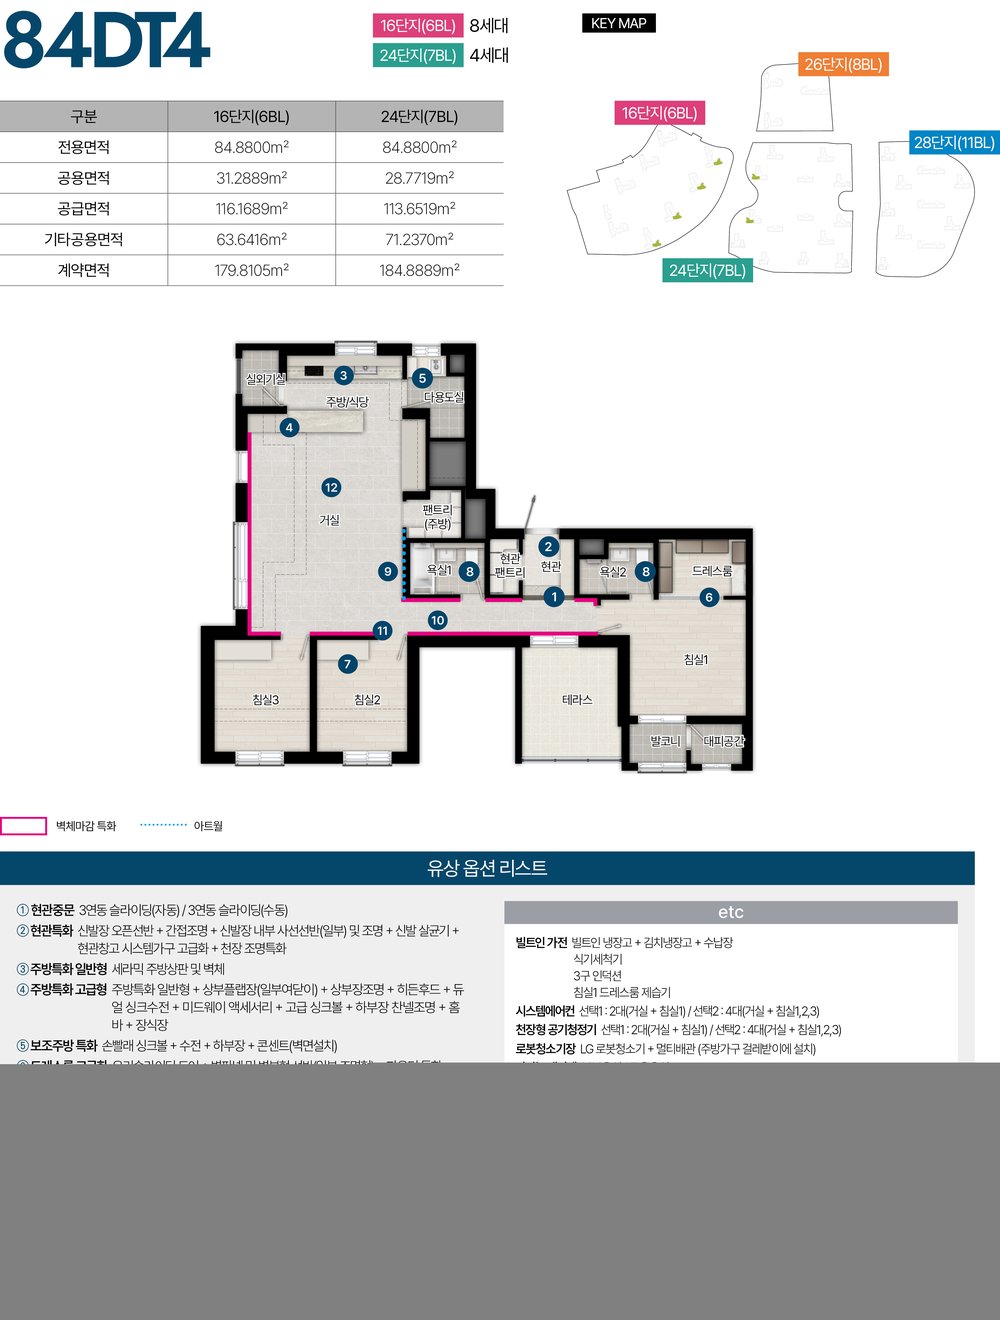 84DT4
16단지(6BL) 8세대
24단지(7BL) 4세대
KEY MAP
26단지(8BL)
16단지(6BL)
28단지(11BL)
24단지(7BL)
구분 16단지(6BL) 24단지(7BL)
전용면적 84.8800m² 84.8800m²
공용면적 31.2889m² 28.7719m²
공급면적 116.1689m² 113.6519m²
기타공용면적 63.6416m² 71.2370m²
계약면적 179.8105m² 184.8889m²
실외기실
3
5
주방/식당
다용도실
4
12
거실
팬트리
(주방)
9
욕실1
8
현관
팬트리
2
현관
욕실2
8
드레스룸
1
6
10
11
7
침실1
침실3
침실2
테라스
발코니
대피공간
벽체마감 특화
아트월
유상 옵션 리스트
① 현관중문 3연동 슬라이딩(자동) / 3연동 슬라이딩(수동)
② 현관특화 신발장 오픈선반 + 간접조명 + 신발장 내부 사선선반(일부) 및 조명 + 신발 살균기 +
현관창고 시스템가구 고급화 + 천장 조명특화
③ 주방특화 일반형 세라믹 주방상판 및 벽체
④ 주방특화 고급형 주방특화 일반형 + 상부플랩장(일부여닫이) + 상부장조명 + 히든후드 + 듀
얼 싱크수전 + 미드웨이 액세서리 + 고급 싱크볼 + 하부장 찬넬조명 + 홈
바 + 장식장
⑤ 보조주방 특화 손빨래 싱크볼 + 수전 + 하부장 + 콘센트(벽면설치)
etc
빌트인 가전 빌트인 냉장고 + 김치냉장고 + 수납장
식기세척기
3구 인덕션
침실1 드레스룸 제습기
시스템에어컨 선택1 : 2대(거실 + 침실1) / 선택2 : 4대(거실 + 침실1,2,3)
천장형 공기청정기 선택1 : 2대(거실 + 침실1) / 선택2 : 4대(거실 + 침실1,2,3)
로봇청소기장 LG 로봇청소기 + 멀티배관 (주방가구 걸레받이에 설치)